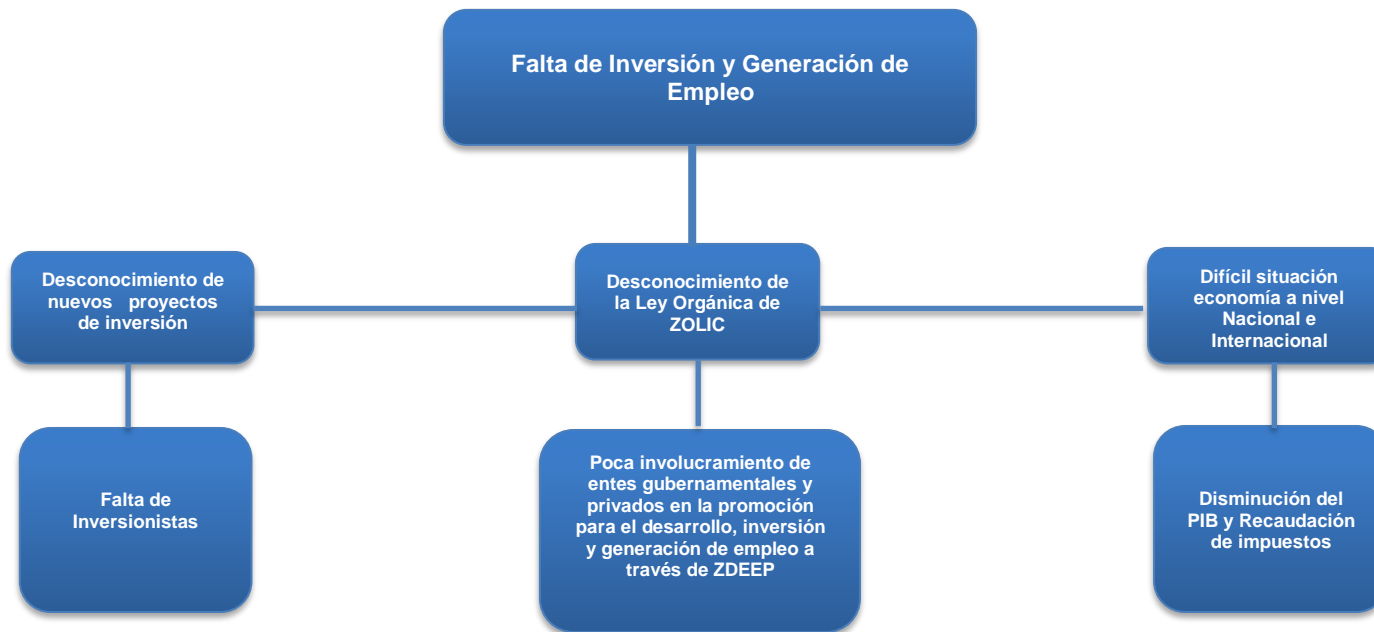 Falta de Inversión y Generación de
Empleo
Desconocimiento de
nuevos proyectos
de inversión
Desconocimiento de
la Ley Orgánica de
ZOLIC
Difícil situación
economía a nivel
Nacional e
Internacional
Falta de
Inversionistas
Poca involucramiento de
entes gubernamentales y
privados en la promoción
para el desarrollo, inversión
y generación de empleo a
través de ZDEEP
Disminución del
PIB y Recaudación
de impuestos